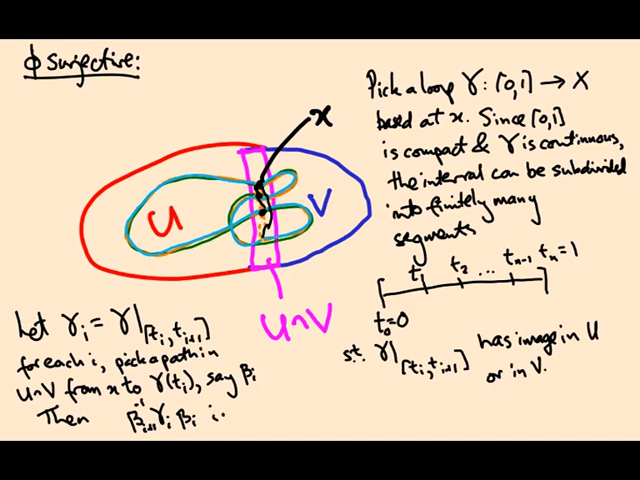 ϕ surjective:
Pick a loop γ: [0,1] → X
based at x. Since [0,1]
is compact & γ is continuous,
the interval can be subdivided
into finitely many
segments
t₁ t₂ ... tₙ₋₁ tₙ=1
t₀=0
s.t. γ|[tᵢ,tᵢ₊₁] has image in U
or in V.
x
U
V
U∩V
Let γᵢ = γ|[tᵢ,tᵢ₊₁]
for each i, pick a path in
U∩V from x to γ(tᵢ), say βᵢ
Then βᵢ₊₁⁻¹ γᵢ βᵢ i..